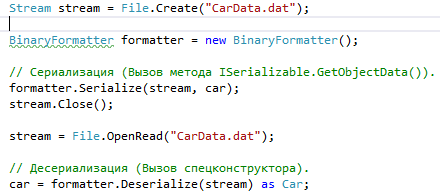 Stream stream = File.Create("CarData.dat");
BinaryFormatter formatter = new BinaryFormatter();
// Сериализация (Вызов метода ISerializable.GetObjectData()).
formatter.Serialize(stream, car);
stream.Close();
stream = File.OpenRead("CarData.dat");
// Десериализация (Вызов спецконструктора).
car = formatter.Deserialize(stream) as Car;